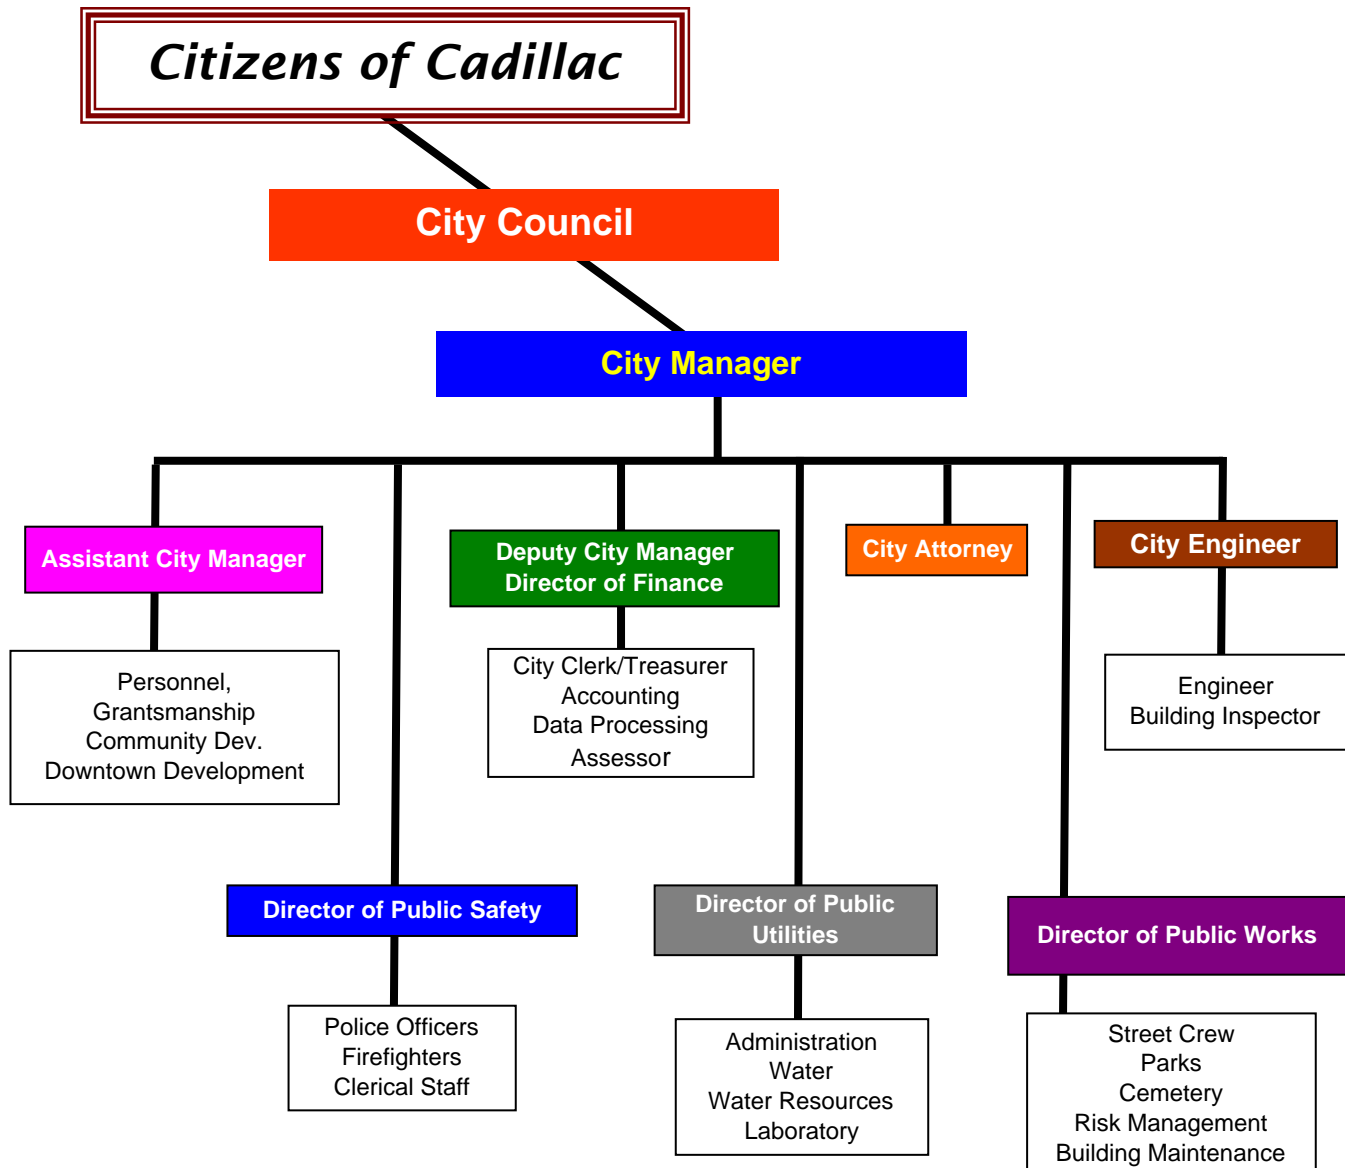 Citizens of Cadillac
City Council
City Manager
Assistant City Manager
Deputy City Manager
Director of Finance
City Attorney
City Engineer
Personnel,
Grantsmanship
Community Dev.
Downtown Development
City Clerk/Treasurer
Accounting
Data Processing
Assessor
Engineer
Building Inspector
Director of Public Safety
Director of Public
Utilities
Director of Public Works
Police Officers
Firefighters
Clerical Staff
Administration
Water
Water Resources
Laboratory
Street Crew
Parks
Cemetery
Risk Management
Building Maintenance